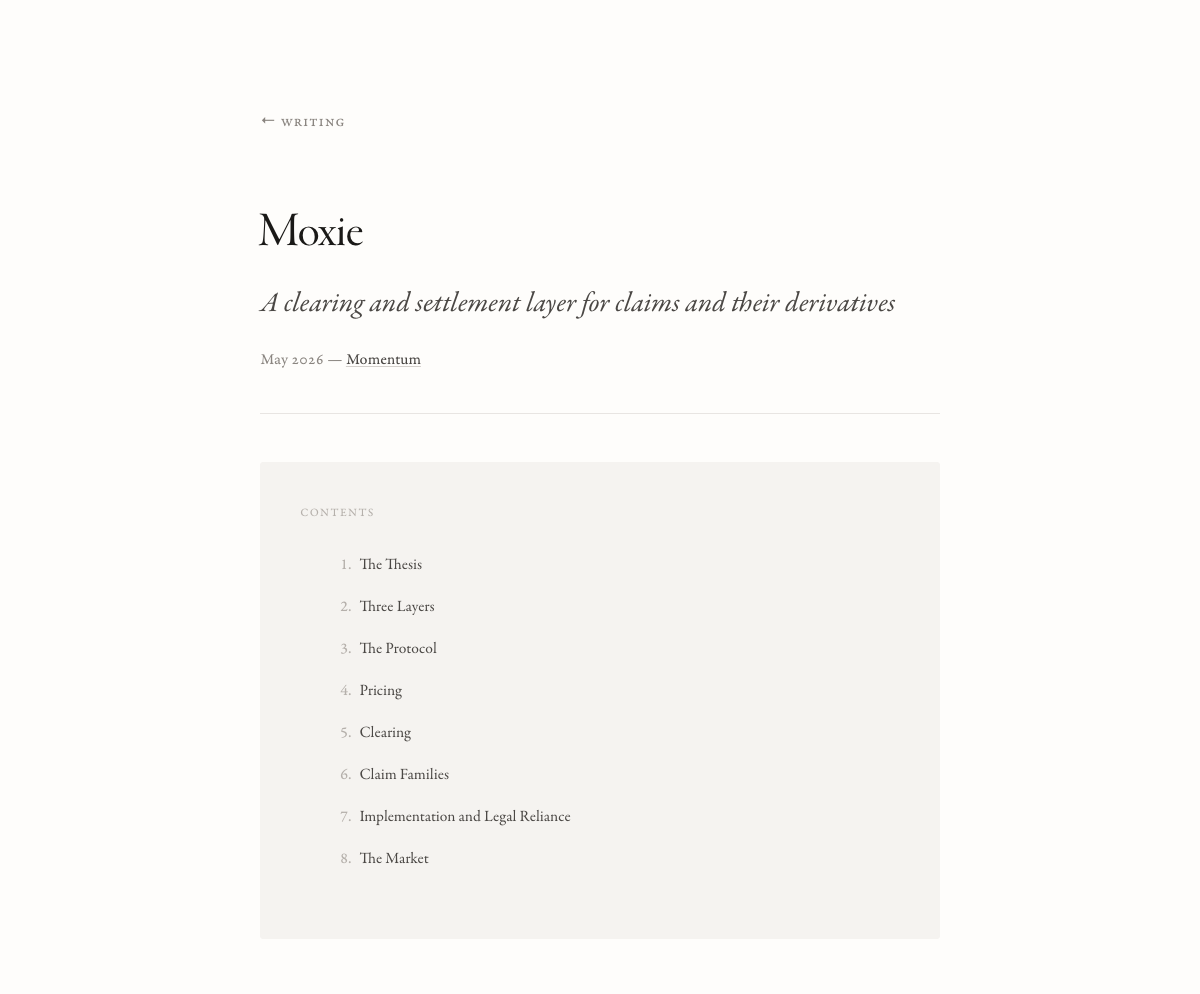 ← WRITING
Moxie
A clearing and settlement layer for claims and their derivatives
May 2026 — Momentum
CONTENTS
1. The Thesis
2. Three Layers
3. The Protocol
4. Pricing
5. Clearing
6. Claim Families
7. Implementation and Legal Reliance
8. The Market